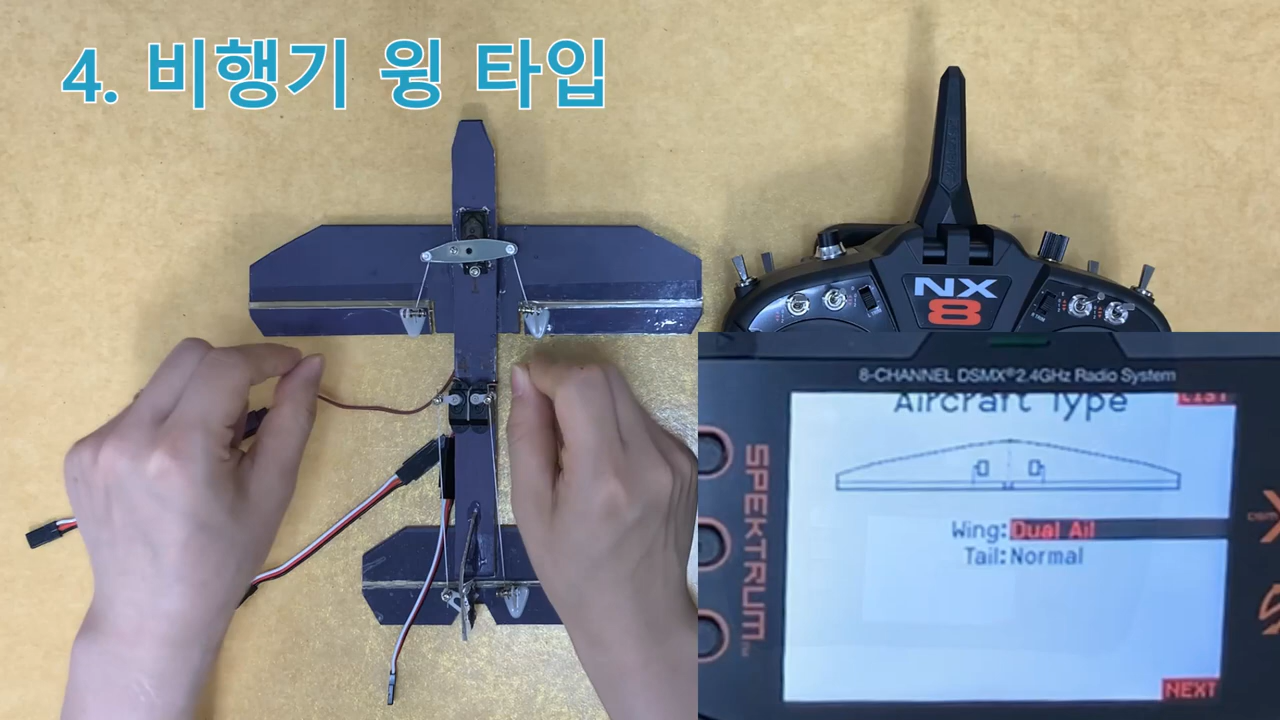 4. 비행기 윙 타입
NX
8
8-CHANNEL DSMX® 2.4GHz Radio System
Aircraft Type
LIST
SPEKTRUM
Wing: Dual Ail
Tail: Normal
NEXT